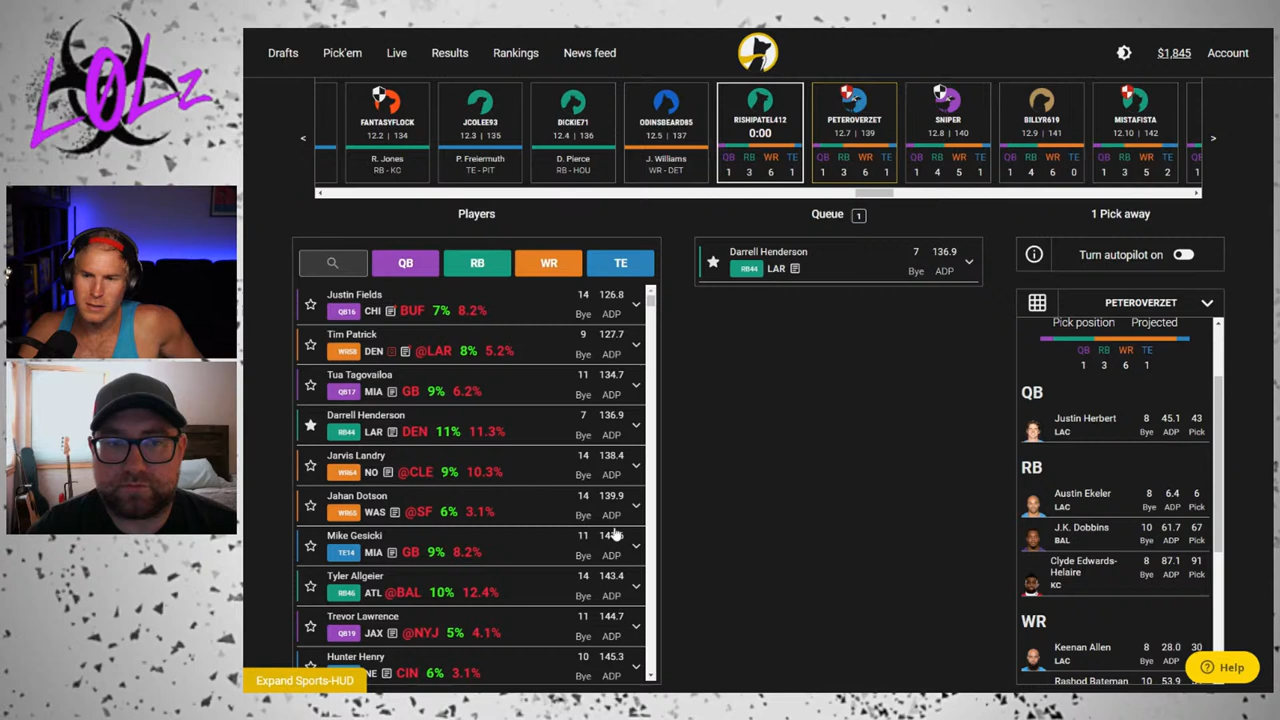 L0Lz
Drafts Pick'em Live Results Rankings News feed $1,845 Account
FANTASYFLOCK JCOLEE93 DICKIE71 ODINSBEARD85 RISHIPATEL412 PETEROVERZET SNIPER BILLYR619 MISTAFISTA
12.2 | 134 12.3 | 135 12.4 | 136 12.5 | 137 0:00 12.7 | 139 12.8 | 140 12.9 | 141 12.10 | 142
R. Jones P. Freiermuth D. Pierce J. Williams QB RB WR TE QB RB WR TE QB RB WR TE QB RB WR TE QB RB WR TE
RB - KC TE - PIT RB - HOU WR - DET 1 3 6 1 1 3 6 1 1 4 5 1 1 4 6 0 1 3 5 2
Players Queue 1 1 Pick away
QB RB WR TE
Justin Fields 14 126.8
QB16 CHI BUF 7% 8.2% Bye ADP
Tim Patrick 9 127.7
WR58 DEN @LAR 8% 5.2% Bye ADP
Tua Tagovailoa 11 134.7
QB17 MIA GB 9% 6.2% Bye ADP
Darrell Henderson 7 136.9
RB44 LAR DEN 11% 11.3% Bye ADP
Jarvis Landry 14 138.4
WR64 NO @CLE 9% 10.3% Bye ADP
Jahan Dotson 14 139.9
WR65 WAS @SF 6% 3.1% Bye ADP
Mike Gesicki 11
TE14 MIA GB 9% 8.2% Bye ADP
Tyler Allgeier 14 143.4
RB46 ATL @BAL 10% 12.4% Bye ADP
Trevor Lawrence 11 144.7
QB19 JAX @NYJ 5% 4.1% Bye ADP
Hunter Henry 10 145.3
NE CIN 6% 3.1% Bye ADP
Expand Sports-HUD
Darrell Henderson 7 136.9
RB44 LAR Bye ADP
Turn autopilot on
PETEROVERZET
Pick position Projected
QB RB WR TE
1 3 6 1
QB
Justin Herbert 8 45.1 43
LAC Bye ADP Pick
RB
Austin Ekeler 8 6.4 6
LAC Bye ADP Pick
J.K. Dobbins 10 61.7 67
BAL Bye ADP Pick
Clyde Edwards-
Helaire 8 87.1 91
KC Bye ADP Pick
WR
Keenan Allen 8 28.0 30
LAC Bye ADP Pick
Rashod Bateman 10 53.9
Help